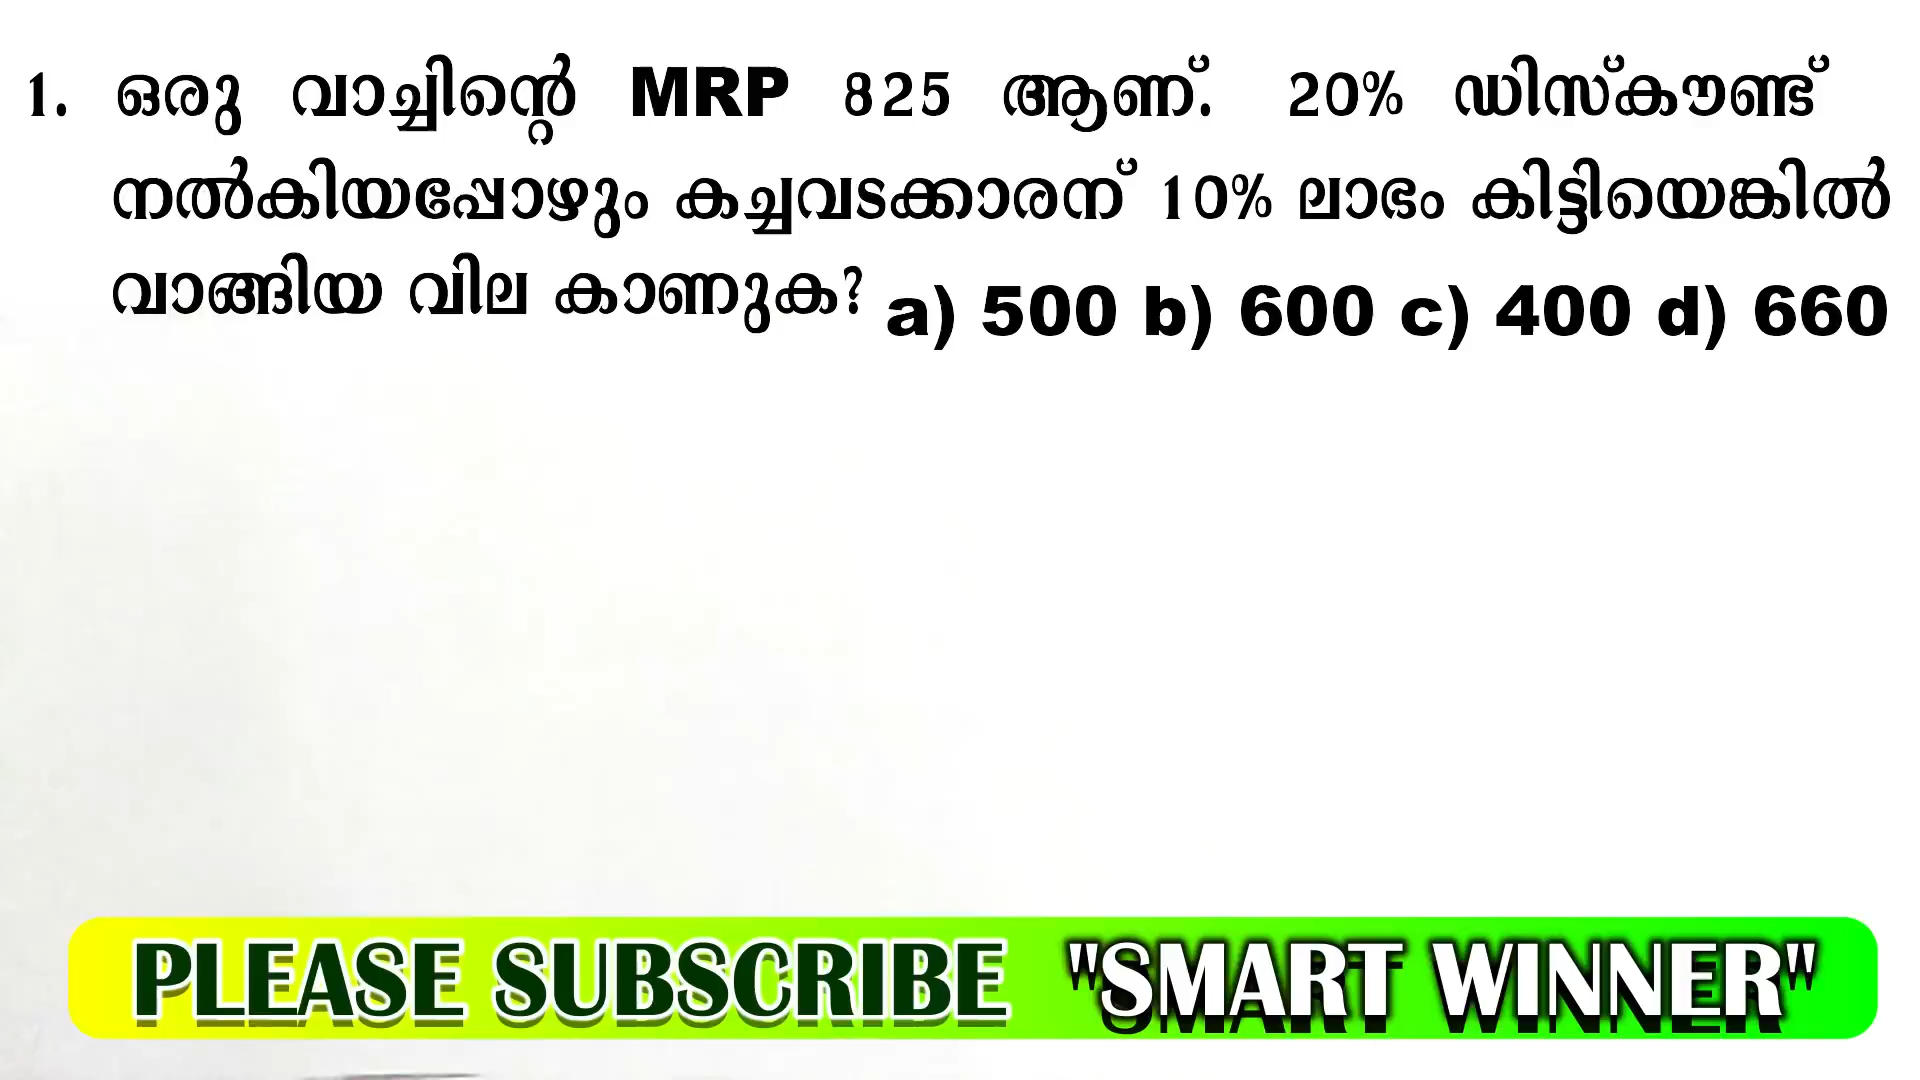 1. ഒരു വാച്ചിന്റെ MRP 825 ആണ്. 20% ഡിസ്കൗണ്ട്
നൽകിയപ്പോഴും കച്ചവടക്കാരന് 10% ലാഭം കിട്ടിയെങ്കിൽ
വാങ്ങിയ വില കാണുക? a) 500 b) 600 c) 400 d) 660
PLEASE SUBSCRIBE "SMART WINNER"